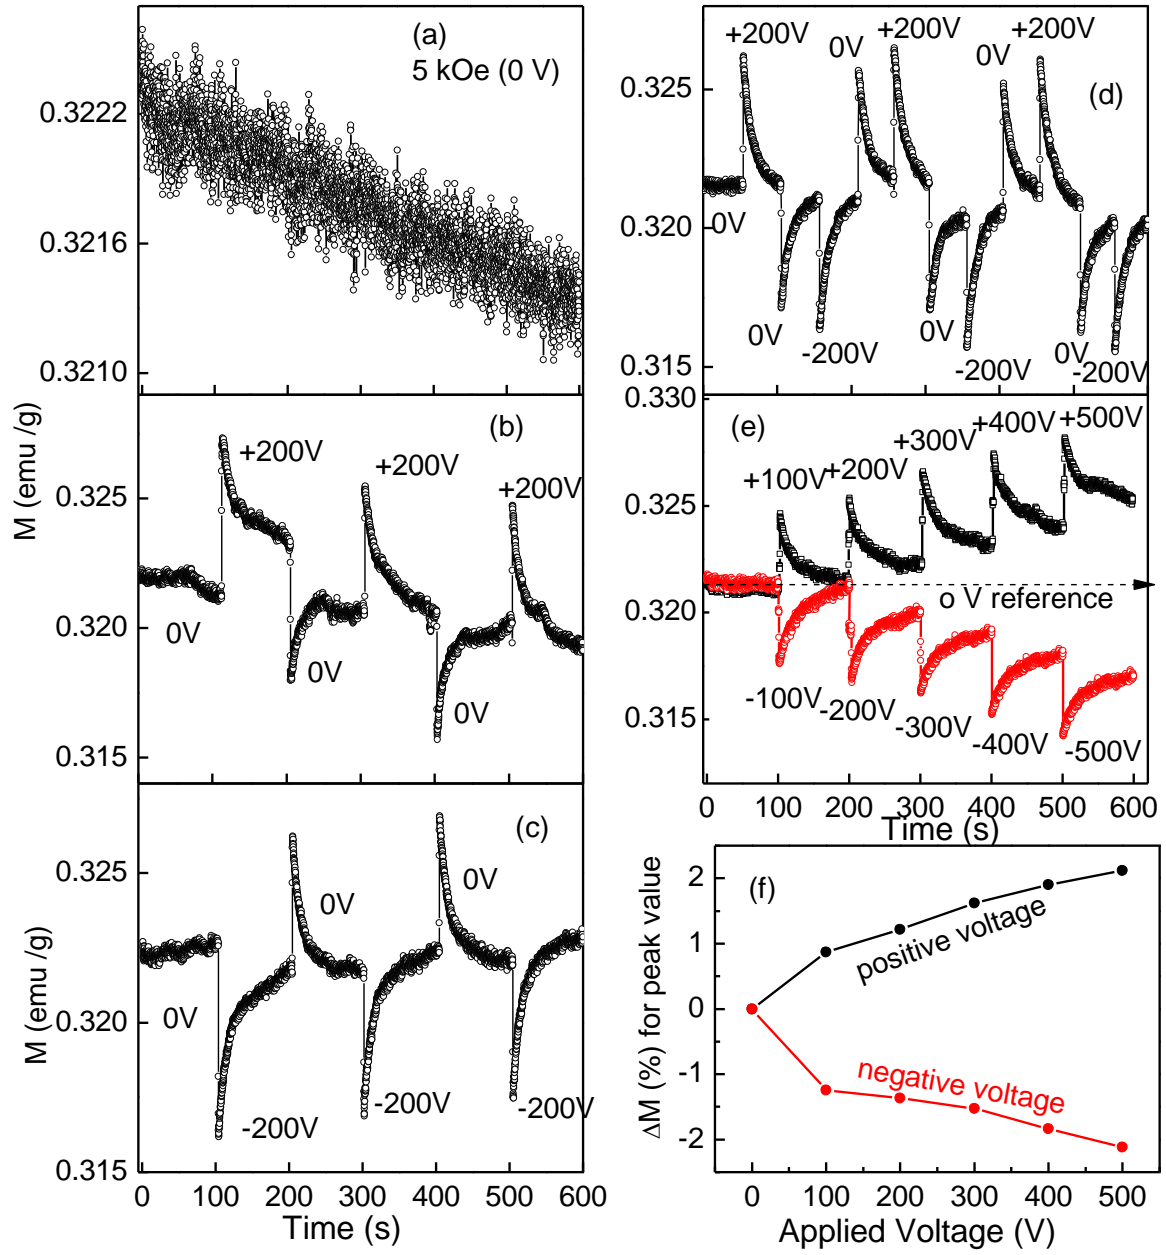 (a)
5 kOe (0 V)
0.3222
0.3216
0.3210
M (emu /g)
(b)
+200V
+200V
+200V
0.325
0.320
0.315
0V
0V
0V
(c)
0.325
0.320
0.315
M (emu/g)
0V
0V
0V
-200V
-200V
-200V
0 100 200 300 400 500 600
Time (s)
+200V
0V
+200V
0V
+200V
(d)
0.325
0.320
0.315
0V
0V
-200V
0V
-200V
0V
-200V
0.330
(e)
+100V
+200V
+300V
+400V
+500V
0.325
0.320
0.315
o V reference
-100V
-200V
-300V
-400V
-500V
0 100 200 300 400 500 600
Time (s)
(f)
ΔM (%) for peak value
2
1
0
-1
-2
positive voltage
negative voltage
0 100 200 300 400 500
Applied Voltage (V)